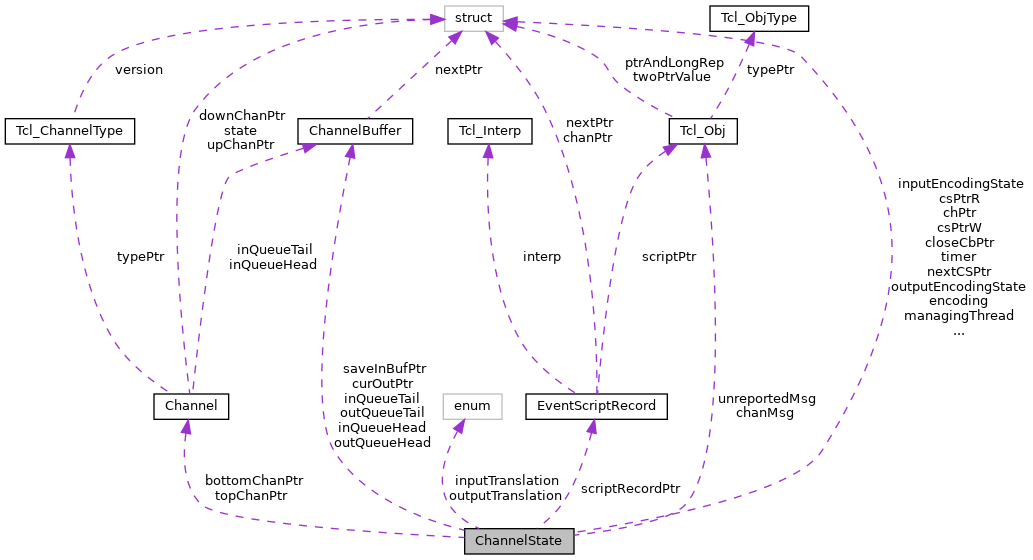 struct
Tcl_ObjType
version
nextPtr
ptrAndLongRep
twoPtrValue
typePtr
Tcl_ChannelType
downChanPtr
state
upChanPtr
ChannelBuffer
Tcl_Interp
nextPtr
chanPtr
Tcl_Obj
typePtr
inQueueTail
inQueueHead
interp
scriptPtr
inputEncodingState
csPtrR
chPtr
csPtrW
closeCbPtr
timer
nextCSPtr
outputEncodingState
encoding
managingThread
...
Channel
saveInBufPtr
curOutPtr
inQueueTail
outQueueTail
inQueueHead
outQueueHead
enum
EventScriptRecord
unreportedMsg
chanMsg
bottomChanPtr
topChanPtr
inputTranslation
outputTranslation
scriptRecordPtr
ChannelState